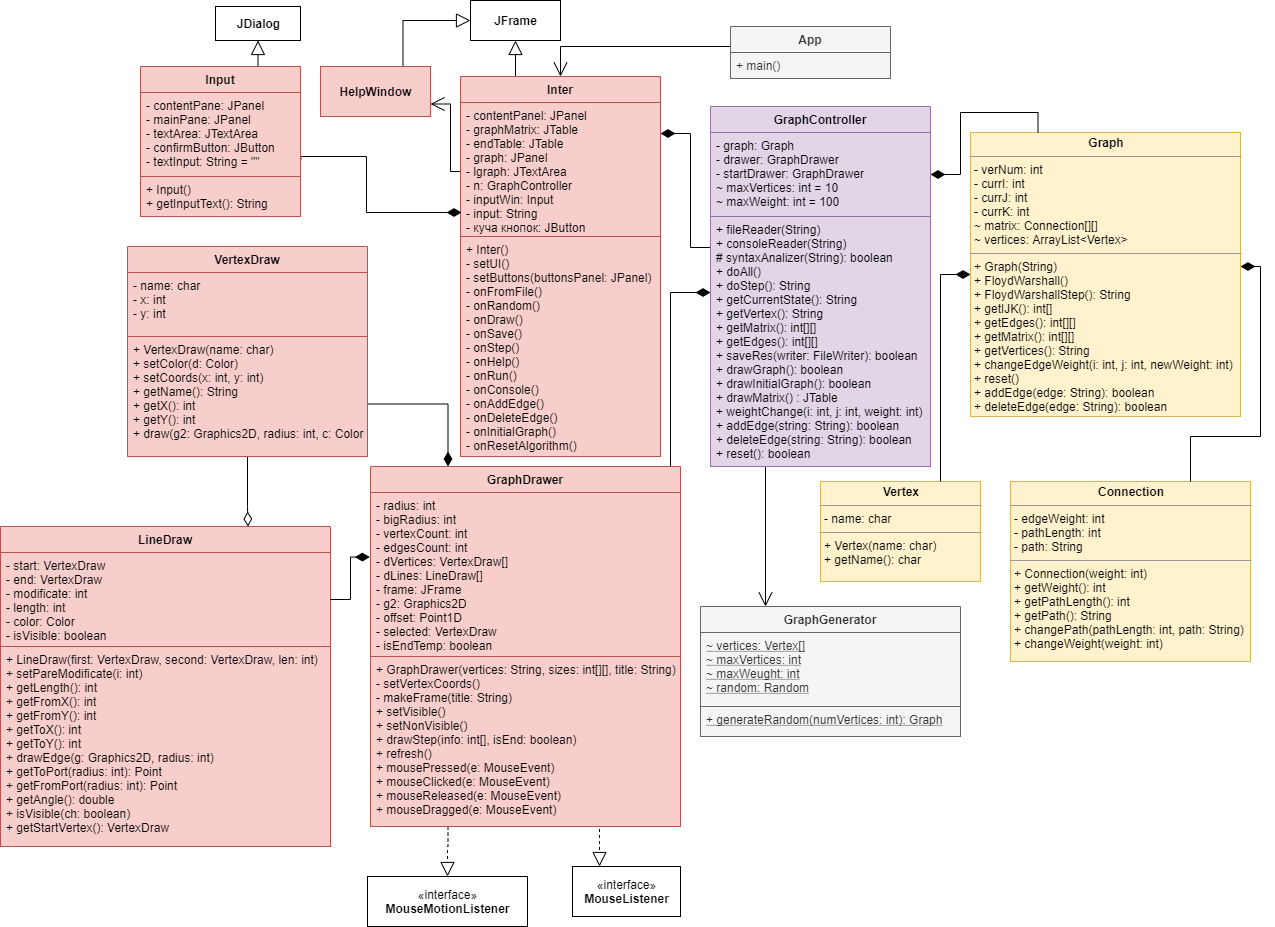 JDialog
JFrame
App
+ main()
Input
- contentPane: JPanel
- mainPane: JPanel
- textArea: JTextArea
- confirmButton: JButton
- textInput: String = ""
+ Input()
+ getInputText(): String
HelpWindow
Inter
- contentPanel: JPanel
- graphMatrix: JTable
- endTable: JTable
- graph: JPanel
- lgraph: JTextArea
- n: GraphController
- inputWin: Input
- input: String
- куча кнопок: JButton
+ Inter()
- setUI()
- setButtons(buttonsPanel: JPanel)
- onFromFile()
- onRandom()
- onDraw()
- onSave()
- onStep()
- onHelp()
- onRun()
- onConsole()
- onAddEdge()
- onDeleteEdge()
- onInitialGraph()
- onResetAlgorithm()
GraphController
- graph: Graph
- drawer: GraphDrawer
- startDrawer: GraphDrawer
~ maxVertices: int = 10
~ maxWeight: int = 100
+ fileReader(String)
+ consoleReader(String)
# syntaxAnalizer(String): boolean
+ doAll()
+ doStep(): String
+ getCurrentState(): String
+ getVertex(): String
+ getMatrix(): int[][]
+ getEdges(): int[][]
+ saveRes(writer: FileWriter): boolean
+ drawGraph(): boolean
+ drawInitialGraph(): boolean
+ drawMatrix() : JTable
+ weightChange(i: int, j: int, weight: int)
+ addEdge(string: String): boolean
+ deleteEdge(string: String): boolean
+ reset(): boolean
Graph
- verNum: int
- currI: int
- currJ: int
- currK: int
~ matrix: Connection[][]
~ vertices: ArrayList<Vertex>
+ Graph(String)
+ FloydWarshall()
+ FloydWarshallStep(): String
+ getIJK(): int[]
+ getEdges(): int[][]
+ getMatrix(): int[][]
+ getVertices(): String
+ changeEdgeWeight(i: int, j: int, newWeight: int)
+ reset()
+ addEdge(edge: String): boolean
+ deleteEdge(edge: String): boolean
VertexDraw
- name: char
- x: int
- y: int
+ VertexDraw(name: char)
+ setColor(d: Color)
+ setCoords(x: int, y: int)
+ getName(): String
+ getX(): int
+ getY(): int
+ draw(g2: Graphics2D, radius: int, c: Color
GraphDrawer
- radius: int
- bigRadius: int
- vertexCount: int
- edgesCount: int
- dVertices: VertexDraw[]
- dLines: LineDraw[]
- frame: JFrame
- g2: Graphics2D
- offset: Point1D
- selected: VertexDraw
- isEndTemp: boolean
+ GraphDrawer(vertices: String, sizes: int[][], title: String)
- setVertexCoords()
- makeFrame(title: String)
+ setVisible()
+ setNonVisible()
+ drawStep(info: int[], isEnd: boolean)
+ refresh()
+ mousePressed(e: MouseEvent)
+ mouseClicked(e: MouseEvent)
+ mouseReleased(e: MouseEvent)
+ mouseDragged(e: MouseEvent)
Vertex
- name: char
+ Vertex(name: char)
+ getName(): char
Connection
- edgeWeight: int
- pathLength: int
- path: String
+ Connection(weight: int)
+ getWeight(): int
+ getPathLength(): int
+ getPath(): String
+ changePath(pathLength: int, path: String)
+ changeWeight(weight: int)
LineDraw
- start: VertexDraw
- end: VertexDraw
- modificate: int
- length: int
- color: Color
- isVisible: boolean
+ LineDraw(first: VertexDraw, second: VertexDraw, len: int)
+ setPareModificate(i: int)
+ getLength(): int
+ getFromX(): int
+ getFromY(): int
+ getToX(): int
+ getToY(): int
+ drawEdge(g: Graphics2D, radius: int)
+ getToPort(radius: int): Point
+ getFromPort(radius: int): Point
+ getAngle(): double
+ isVisible(ch: boolean)
+ getStartVertex(): VertexDraw
GraphGenerator
~ vertices: Vertex[]
~ maxVertices: int
~ maxWeught: int
~ random: Random
+ generateRandom(numVertices: int): Graph
«interface»
MouseMotionListener
«interface»
MouseListener